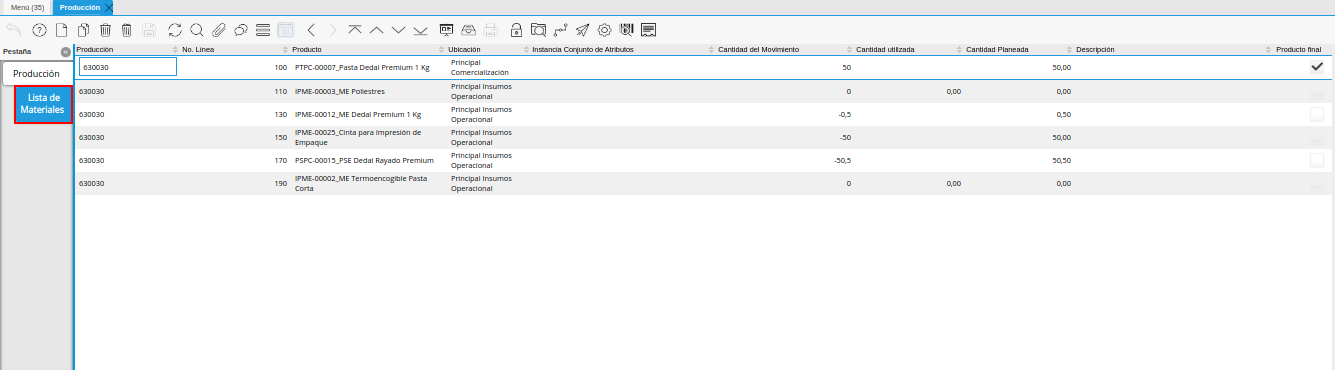 Menú (35) Producción
Pestaña
Producción No. Línea Producto Ubicación Instancia Conjunto de Atributos Cantidad del Movimiento Cantidad utilizada Cantidad Planeada Descripción Producto final
Producción
Lista de
Materiales
630030 100 PTPC-00007_Pasta Dedal Premium 1 Kg Principal
Comercialización 50 50,00
630030 110 IPME-00003_ME Poliestres Principal Insumos
Operacional 0 0,00 0,00
630030 130 IPME-00012_ME Dedal Premium 1 Kg Principal Insumos
Operacional -0,5 0,50
630030 150 IPME-00025_Cinta para Impresión de
Empaque Principal Insumos
Operacional -50 50,00
630030 170 PSPC-00015_PSE Dedal Rayado Premium Principal Insumos
Operacional -50,5 50,50
630030 190 IPME-00002_ME Termoencogible Pasta
Corta Principal Insumos
Operacional 0 0,00 0,00